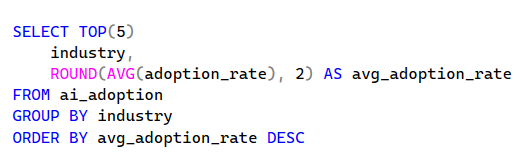 SELECT TOP(5)
    industry,
    ROUND(AVG(adoption_rate), 2) AS avg_adoption_rate
FROM ai_adoption
GROUP BY industry
ORDER BY avg_adoption_rate DESC